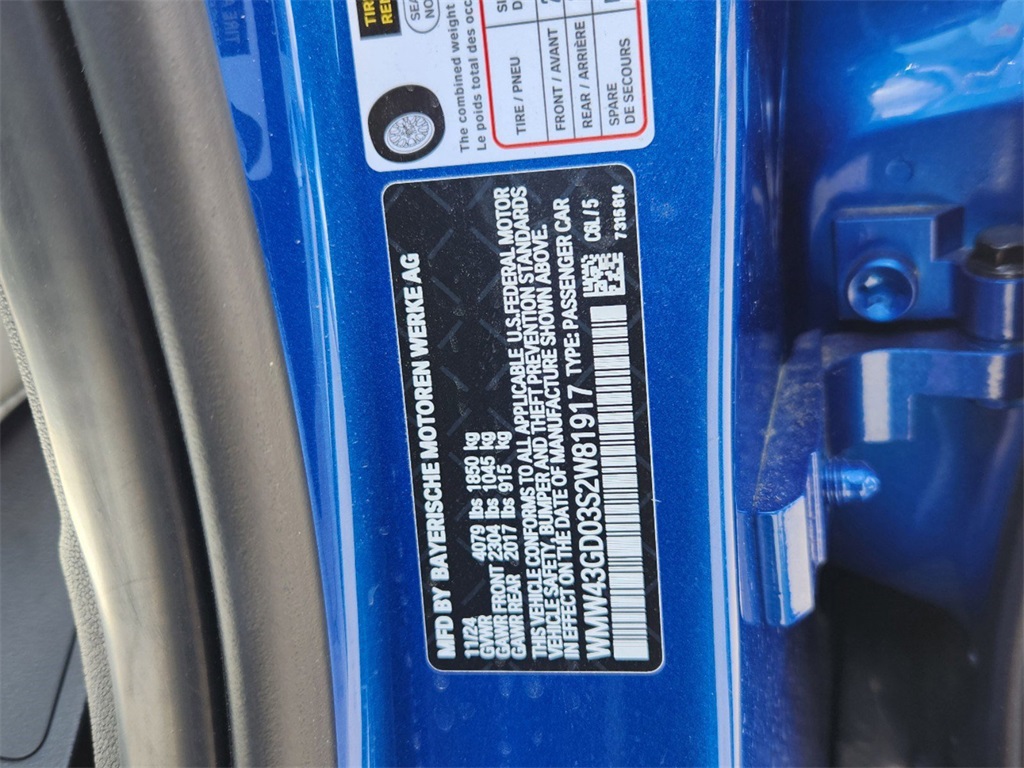 MFD BY BAYERISCHE MOTOREN WERKE AG
11/24
GVWR 4079 lbs 1850 kg
GAWR FRONT 2304 lbs 1045 kg
GAWR REAR 2017 lbs 915 kg
THIS VEHICLE CONFORMS TO ALL APPLICABLE U.S. FEDERAL MOTOR
VEHICLE SAFETY, BUMPER AND THEFT PREVENTION STANDARDS
IN EFFECT ON THE DATE OF MANUFACTURE SHOWN ABOVE.
WMW43GD03S2W81917 TYPE: PASSENGER CAR
C6L / 5
7315814
The combined weight
Le poids total des occ
TIRE / PNEU
FRONT / AVANT
REAR / ARRIÈRE
SPARE
DE SECOURS